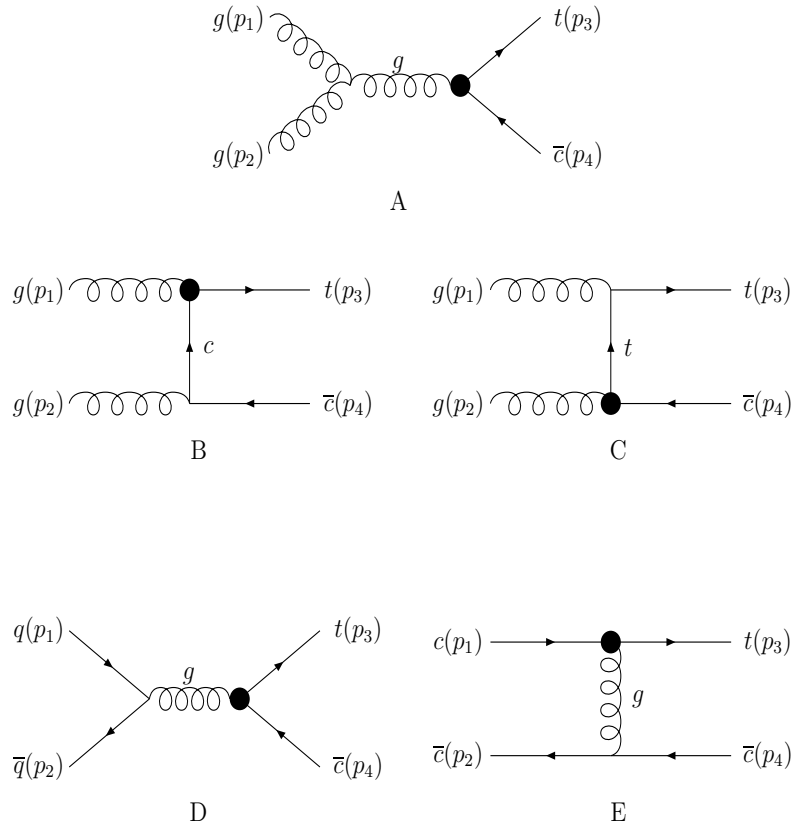 g(p₁)
g
t(p₃)
g(p₂)
c̅(p₄)
A
g(p₁)
t(p₃)
c
g(p₂)
c̅(p₄)
B
g(p₁)
t(p₃)
t
g(p₂)
c̅(p₄)
C
q(p₁)
t(p₃)
g
q̅(p₂)
c̅(p₄)
D
c(p₁)
t(p₃)
g
c̅(p₂)
c̅(p₄)
E